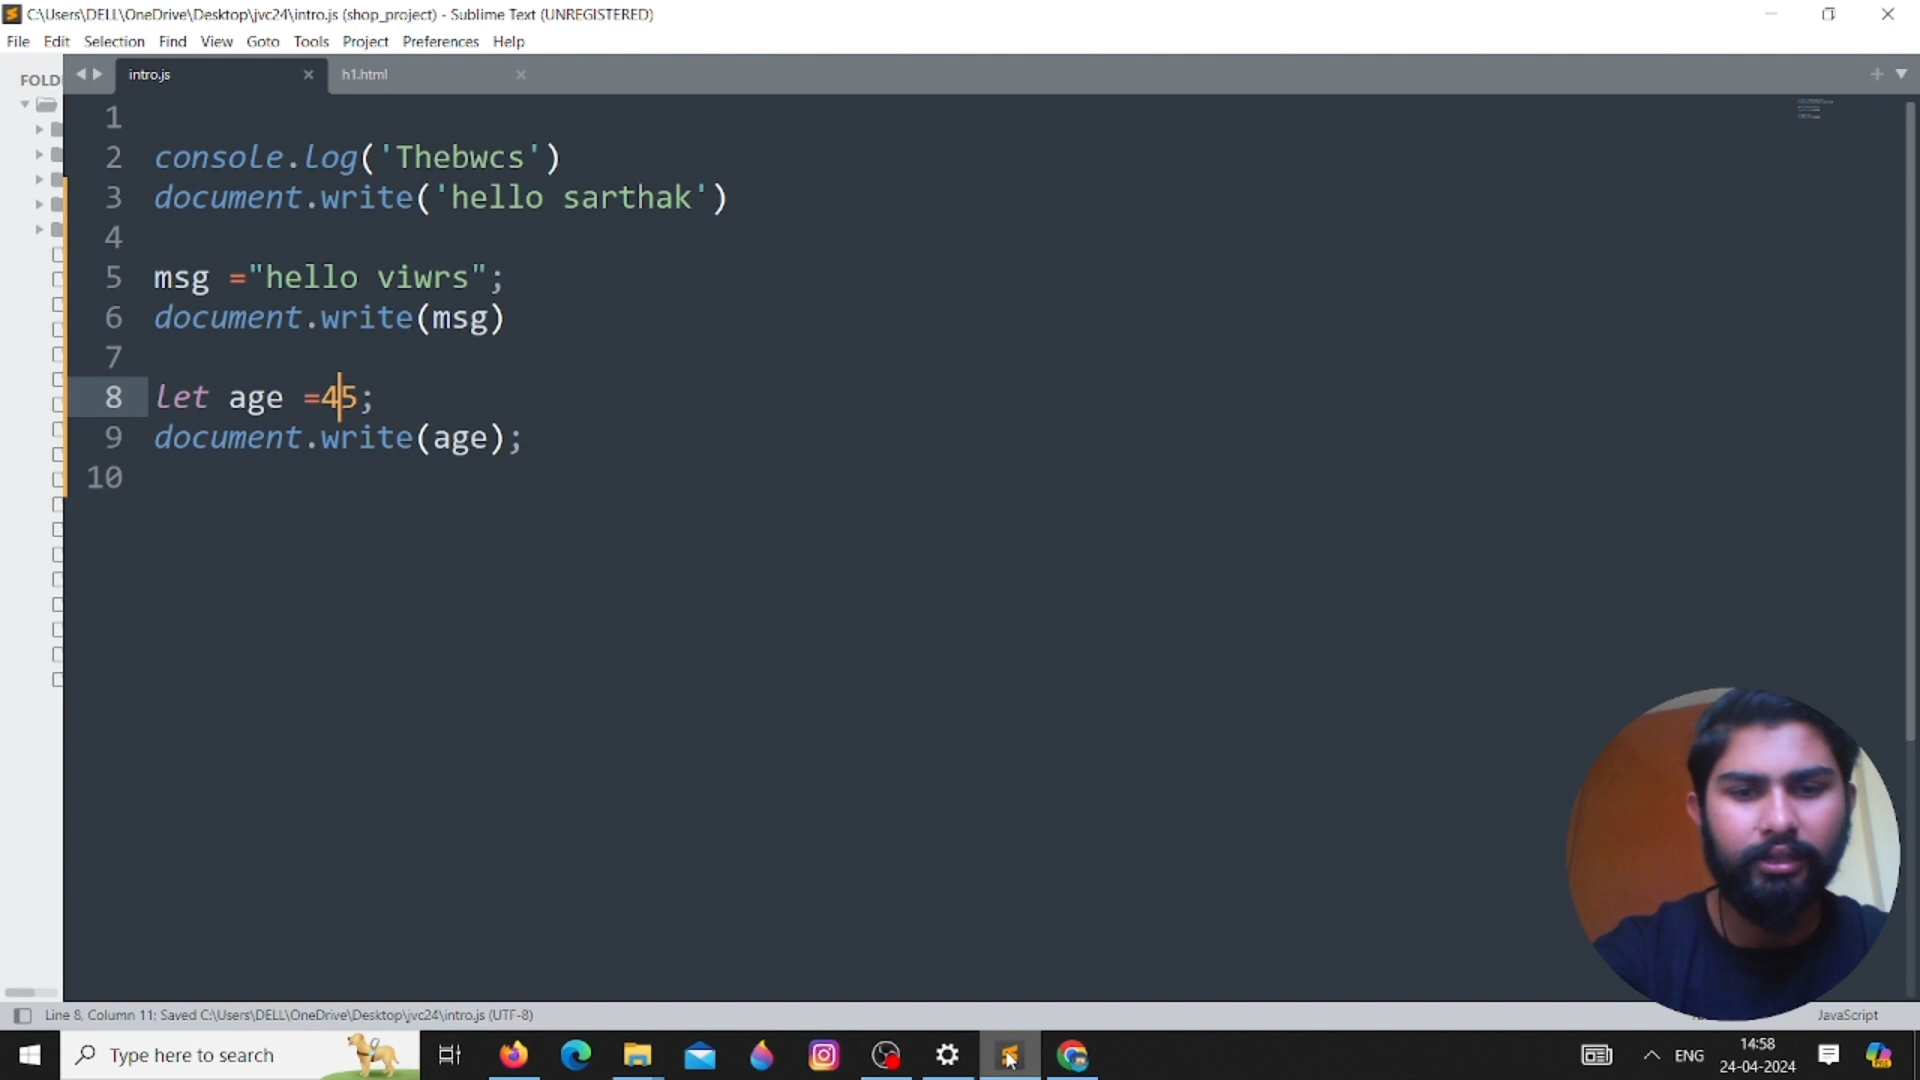 C:\Users\DELL\OneDrive\Desktop\jvc24\intro.js (shop_project) - Sublime Text (UNREGISTERED)
File Edit Selection Find View Goto Tools Project Preferences Help
FOLD
intro.js
h1.html
1
2 console.log('Thebwcs')
3 document.write('hello sarthak')
4
5 msg ="hello viwrs";
6 document.write(msg)
7
8 let age =45;
9 document.write(age);
10
Line 8, Column 11: Saved C:\Users\DELL\OneDrive\Desktop\jvc24\intro.js (UTF-8)
JavaScript
Type here to search
ENG
14:58
24-04-2024